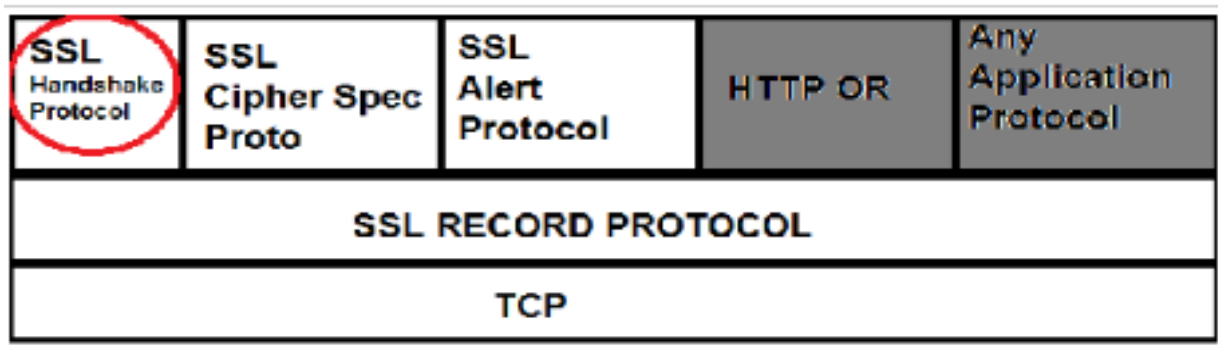 SSL
Handshake
Protocol
SSL
Cipher Spec
Proto
SSL
Alert
Protocol
HTTP OR
Any
Application
Protocol
SSL RECORD PROTOCOL
TCP